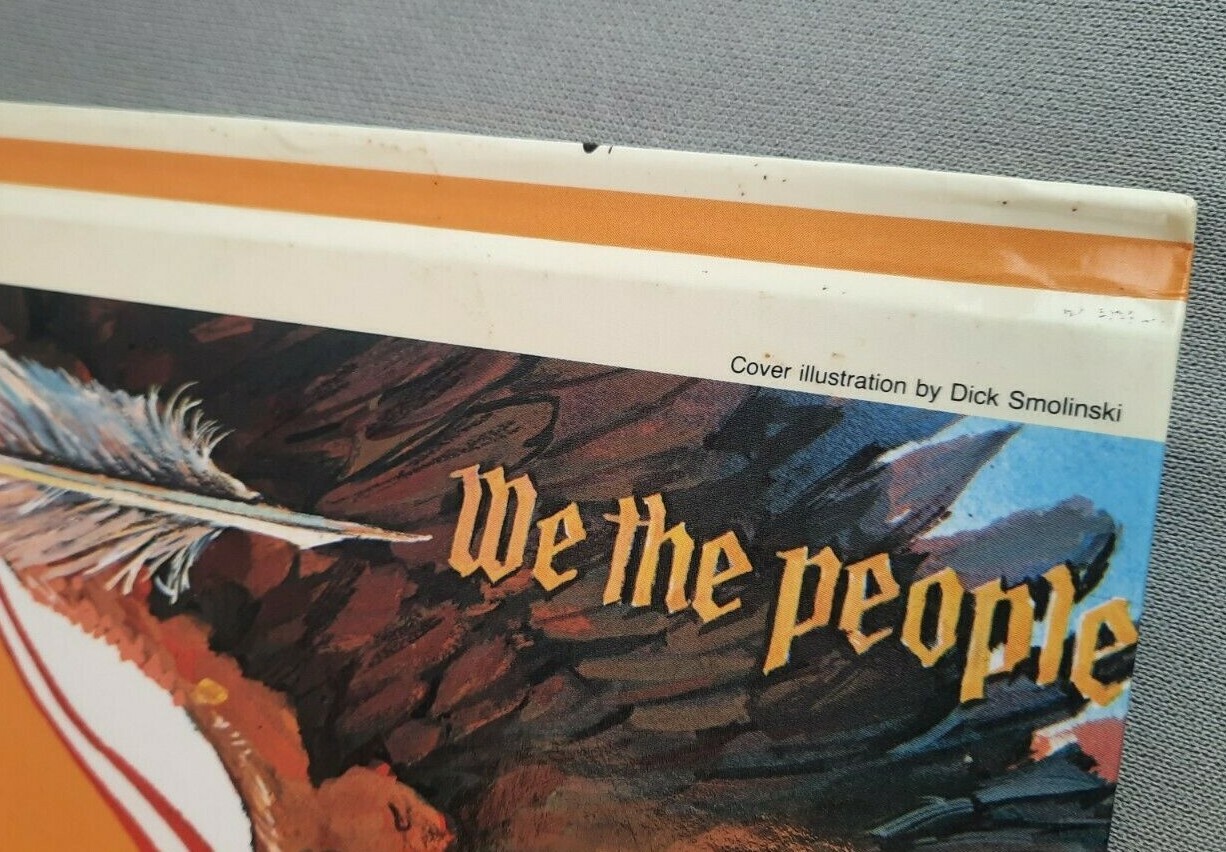 Cover illustration by Dick Smolinski
We the people